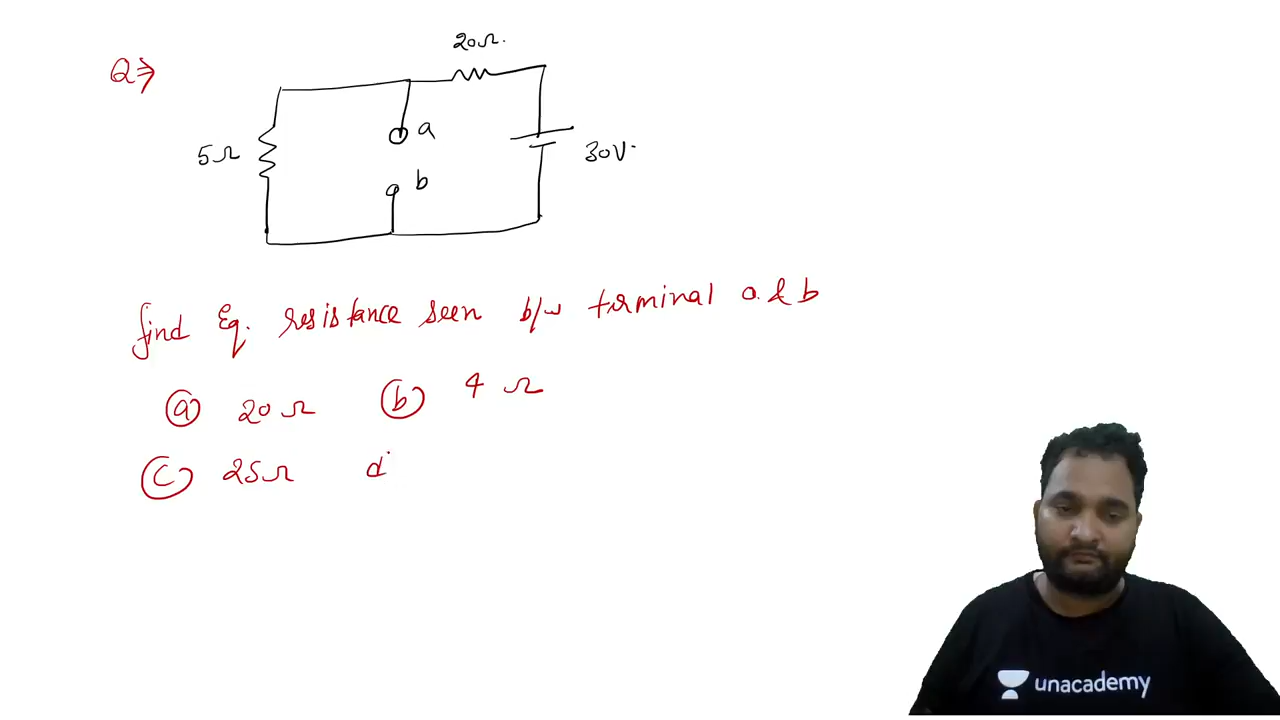 Q⇒
20Ω.
5Ω
a
b
30V.
find Eq. resistance seen b/w terminal a & b
(a) 20 Ω (b) 4 Ω
(c) 25Ω d
unacademy